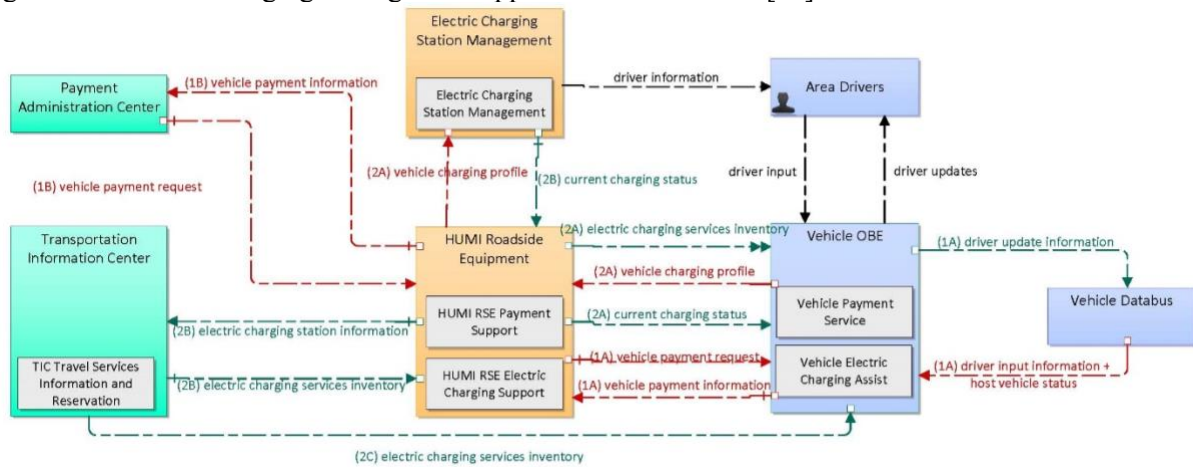 Electric Charging
Station Management
Electric Charging
Station Management
Payment
Administration Center
(1B) vehicle payment information
driver information
Area Drivers
(1B) vehicle payment request
(2A) vehicle charging profile
(2B) current charging status
driver input
driver updates
Transportation
Information Center
TIC Travel Services
Information and
Reservation
HUMI Roadside
Equipment
HUMI RSE Payment
Support
HUMI RSE Electric
Charging Support
(2A) electric charging services inventory
(2A) vehicle charging profile
(2B) electric charging station information
(2A) current charging status
(1A) vehicle payment request
(2B) electric charging services inventory
(1A) vehicle payment information
Vehicle OBE
Vehicle Payment
Service
Vehicle Electric
Charging Assist
(1A) driver update information
Vehicle Databus
(1A) driver input information +
host vehicle status
(2C) electric charging services inventory